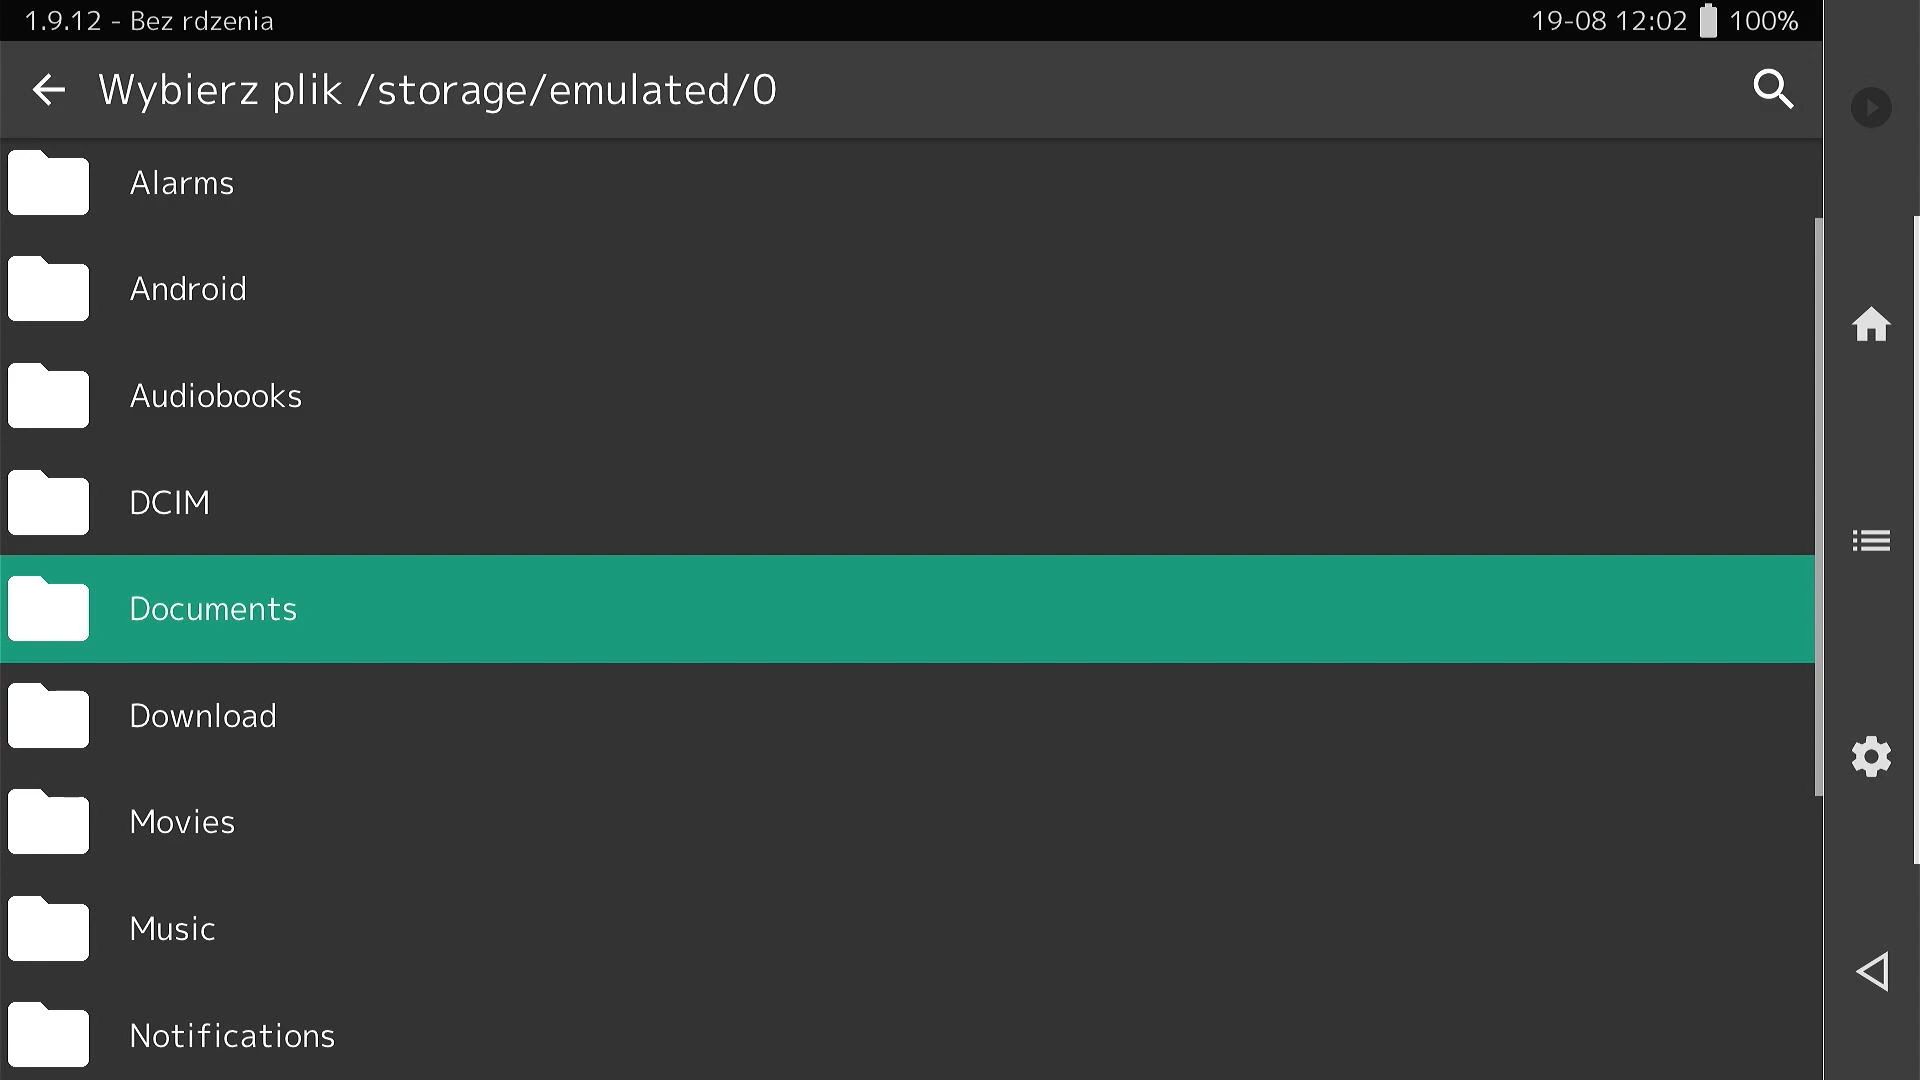 1.9.12 - Bez rdzenia
19-08 12:02 100%
Wybierz plik /storage/emulated/0
Alarms
Android
Audiobooks
DCIM
Documents
Download
Movies
Music
Notifications